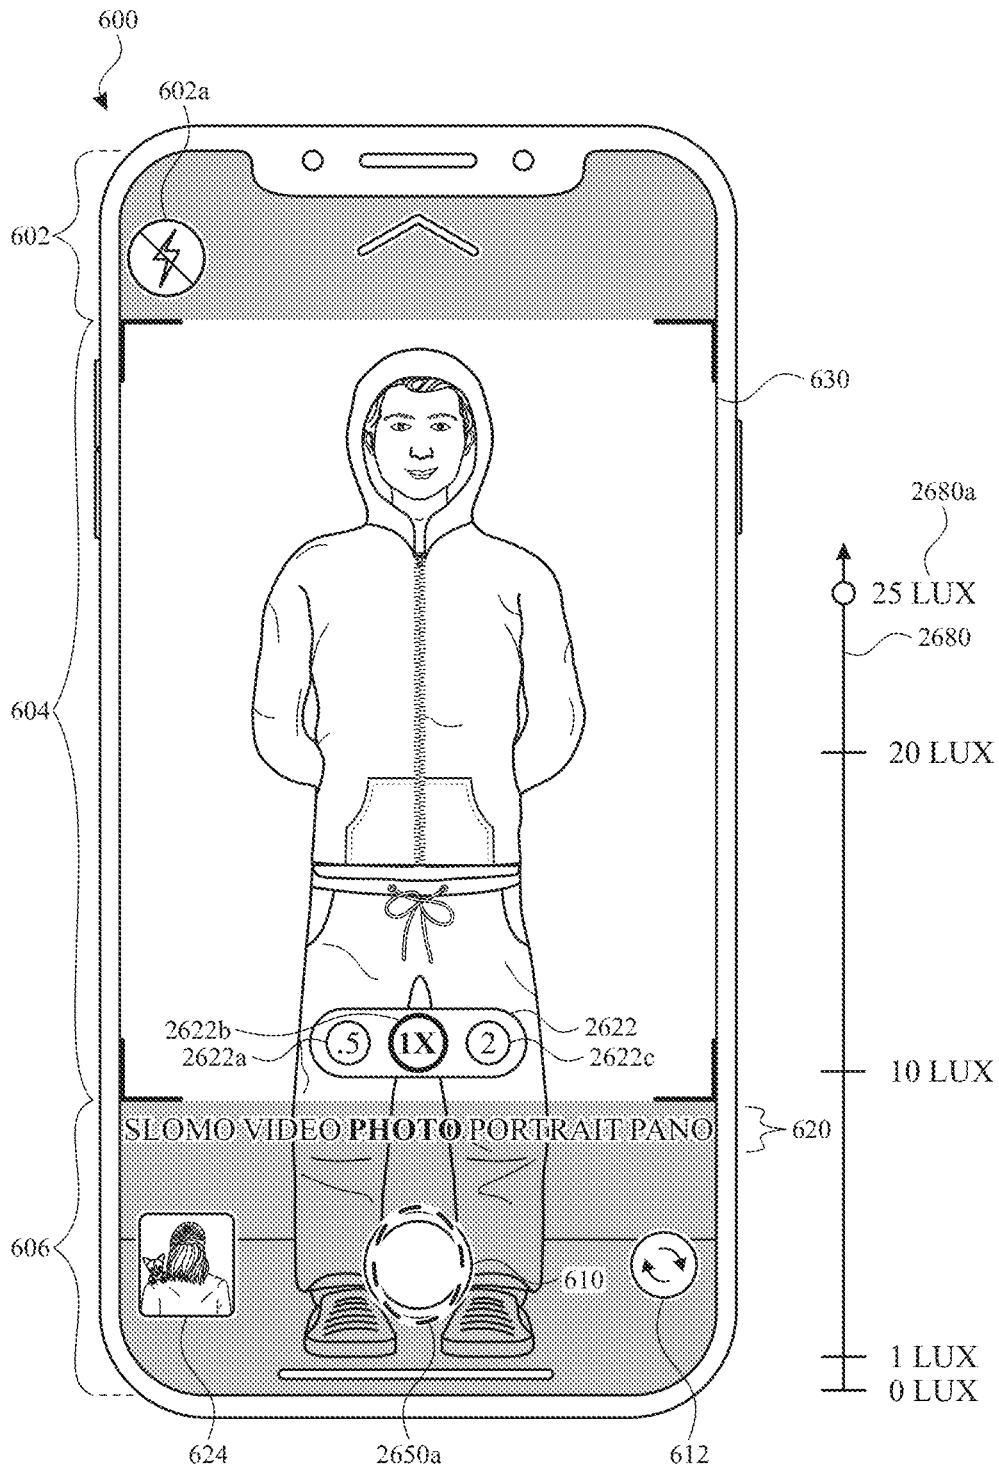 600
602a
602
630
2680a
25 LUX
2680
604
20 LUX
2622b
2622
2622a
.5
1X
2
2622c
10 LUX
SLOMO VIDEO PHOTO PORTRAIT PANO
620
606
610
1 LUX
0 LUX
624
2650a
612